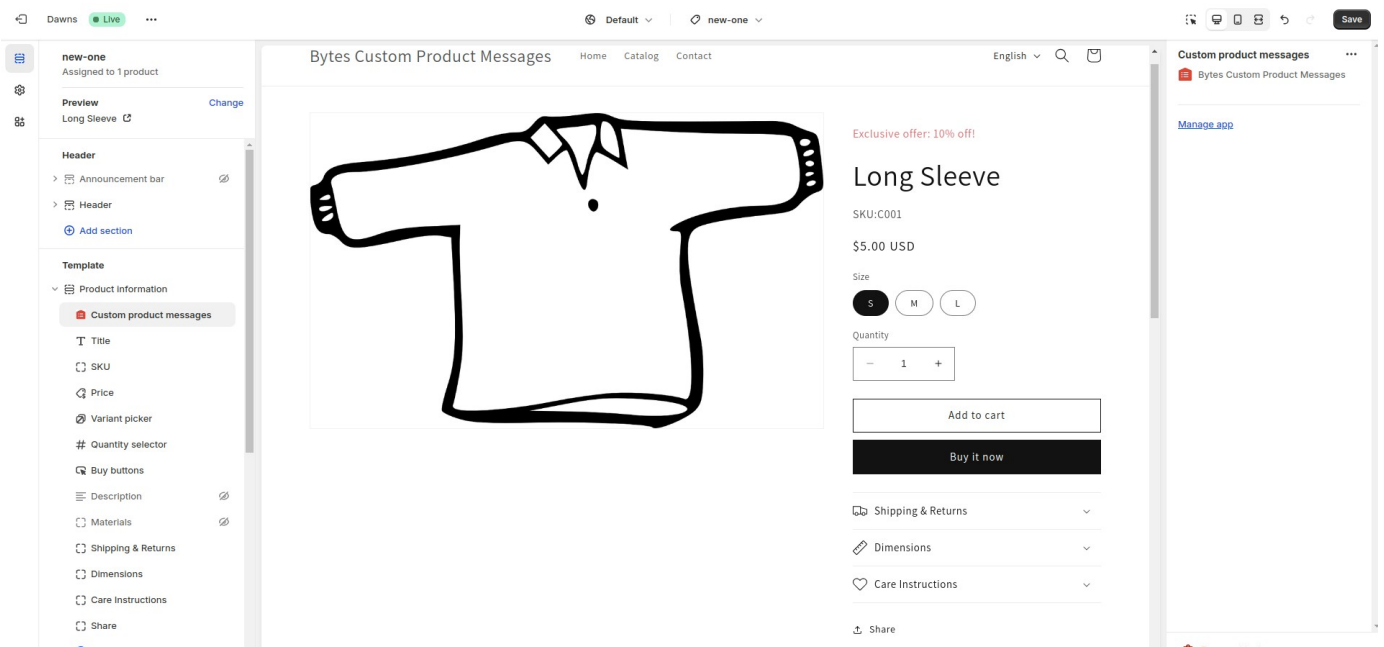 Dawns
Live
Default
new-one
Save
new-one
Assigned to 1 product
Preview
Change
Long Sleeve
Header
Announcement bar
Header
Add section
Template
Product information
Custom product messages
Title
SKU
Price
Variant picker
Quantity selector
Buy buttons
Description
Materials
Shipping & Returns
Dimensions
Care Instructions
Share
Bytes Custom Product Messages
Home
Catalog
Contact
English
Exclusive offer: 10% off!
Long Sleeve
SKU:C001
$5.00 USD
Size
S
M
L
Quantity
1
Add to cart
Buy it now
Shipping & Returns
Dimensions
Care Instructions
Share
Custom product messages
Bytes Custom Product Messages
Manage app